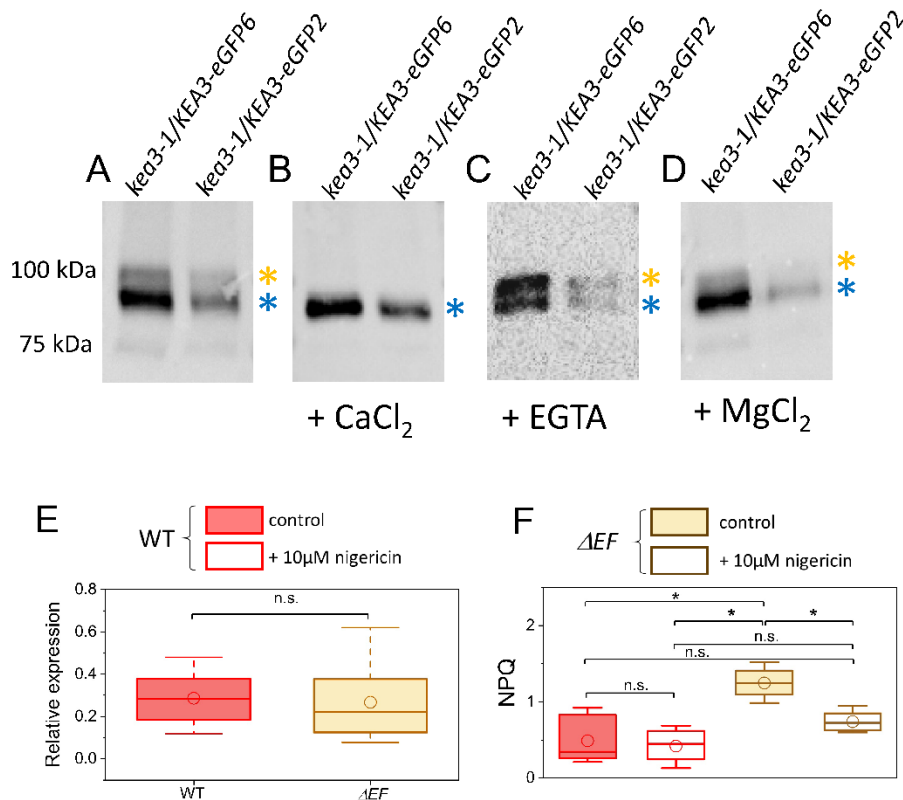 kea3-1/KEA3-eGFP6
kea3-1/KEA3-eGFP2
kea3-1/KEA3-eGFP6
kea3-1/KEA3-eGFP2
kea3-1/KEA3-eGFP6
kea3-1/KEA3-eGFP2
kea3-1/KEA3-eGFP6
kea3-1/KEA3-eGFP2
A B C D
100 kDa * * *
* * * *
75 kDa
+ CaCl₂ + EGTA + MgCl₂
E
WT
control
+ 10µM nigericin
Relative expression
0.8
0.6
0.4
0.2
0.0
n.s.
WT ΔEF
F
ΔEF
control
+ 10µM nigericin
NPQ
2
1
0
*
* *
n.s.
n.s.
n.s.